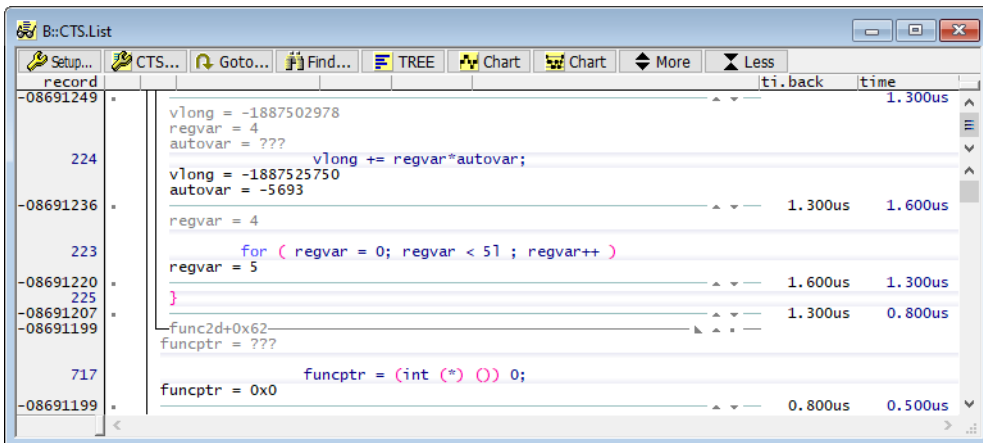 B::CTS.List
Setup... CTS... Goto... Find... TREE Chart Chart More Less
record ti.back time
-08691249 1.300us
vlong = -1887502978
regvar = 4
autovar = ???
224 vlong += regvar*autovar;
vlong = -1887525750
autovar = -5693
-08691236 1.300us 1.600us
regvar = 4
223 for ( regvar = 0; regvar < 5l ; regvar++ )
regvar = 5
-08691220 1.600us 1.300us
225 }
-08691207 1.300us 0.800us
-08691199 func2d+0x62
funcptr = ???
717 funcptr = (int (*) ()) 0;
funcptr = 0x0
-08691199 0.800us 0.500us